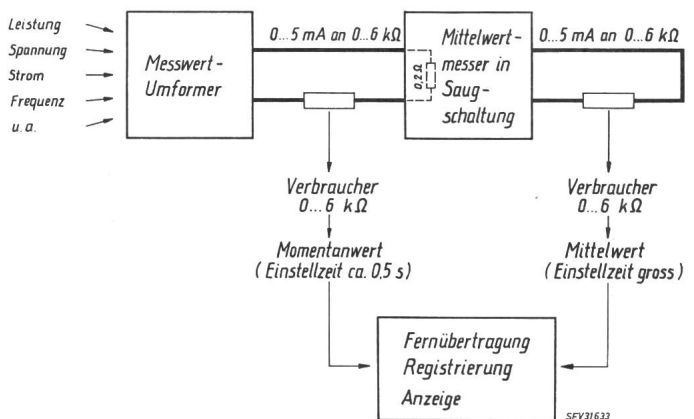 Leistung
Spannung
Strom
Frequenz
u.a.
Messwert-
Umformer
0...5 mA an 0...6 kΩ
0,2Ω
Mittelwert-
messer in
Saug-
schaltung
0...5 mA an 0...6 kΩ
Verbraucher
0...6 kΩ
Momentanwert
(Einstellzeit ca. 0,5 s)
Verbraucher
0...6 kΩ
Mittelwert
(Einstellzeit gross)
Fernübertragung
Registrierung
Anzeige
SEV31633